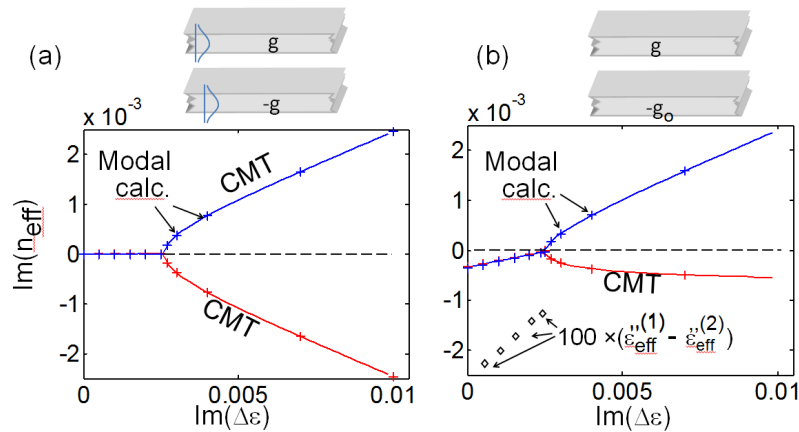 g
-g
(a)
g
-gₒ
(b)
x 10⁻³
2
1
0
-1
-2
Im(n_eff)
Modal
calc.
CMT
CMT
0
0.005
0.01
Im(Δε)
x 10⁻³
2
1
0
-1
-2
Modal
calc.
CMT
100 ×(ε''_eff⁽¹⁾ - ε''_eff⁽²⁾)
0
0.005
0.01
Im(Δε)